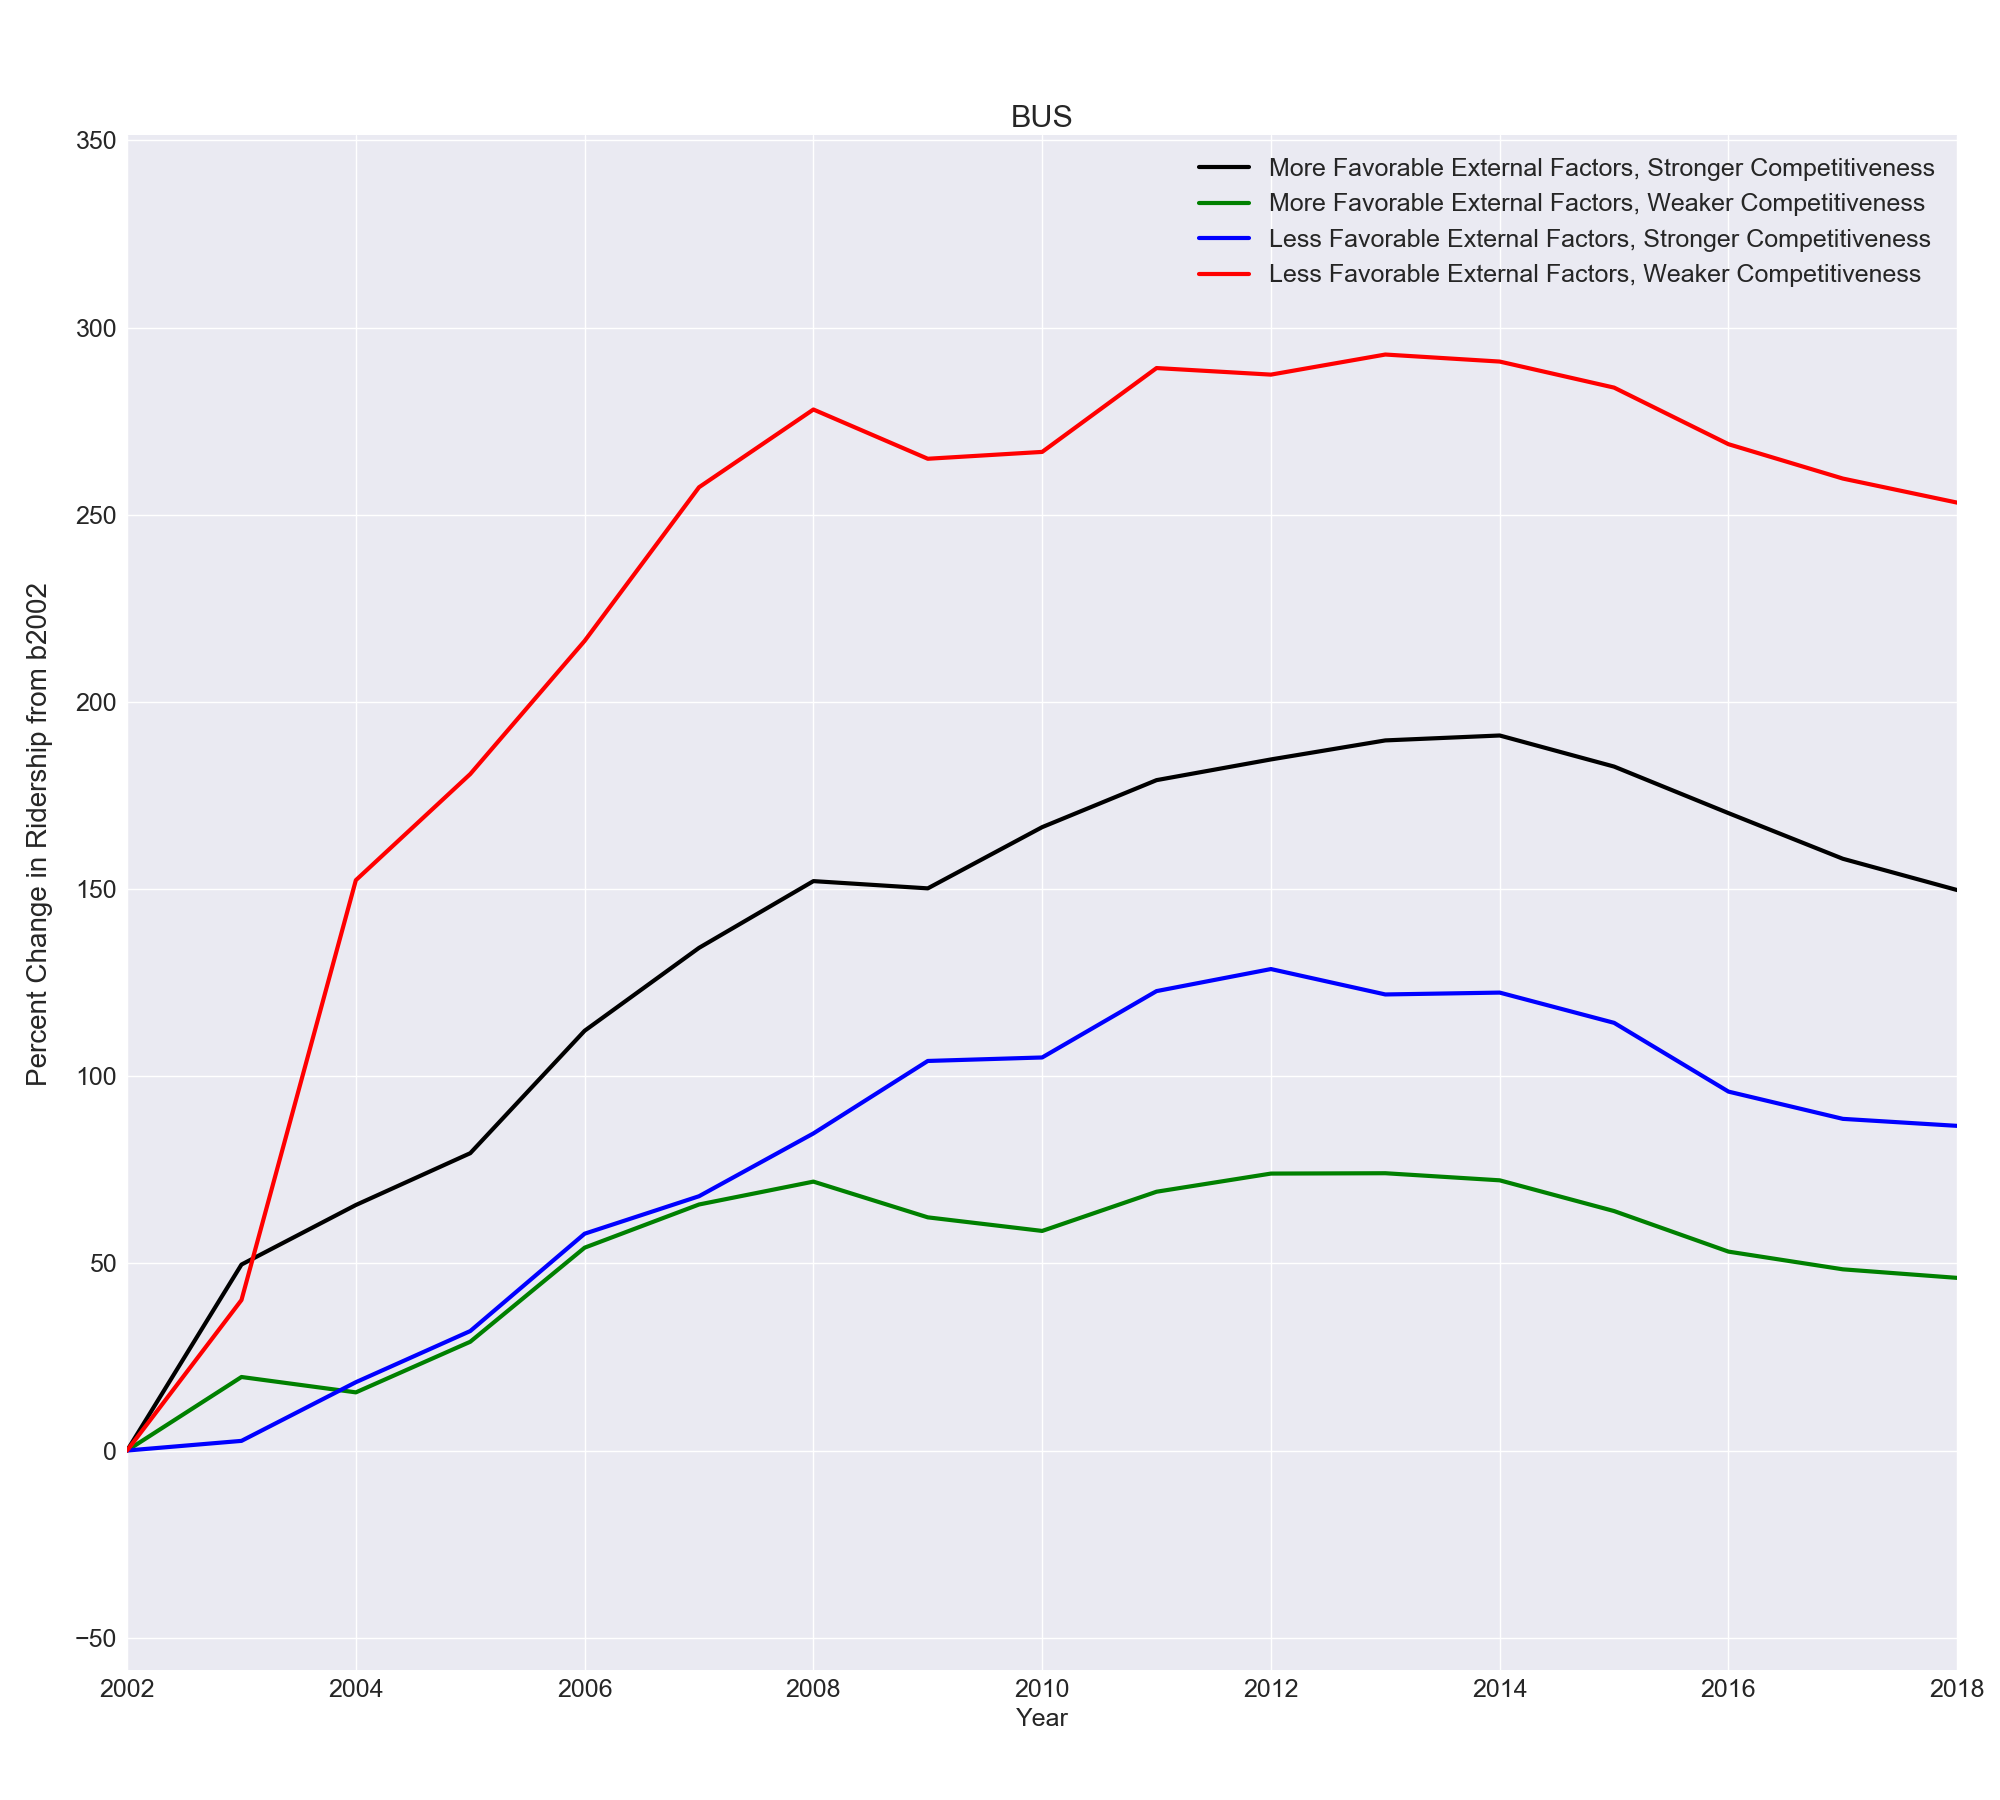 BUS
350
300
250
200
150
100
50
0
−50
More Favorable External Factors, Stronger Competitiveness
More Favorable External Factors, Weaker Competitiveness
Less Favorable External Factors, Stronger Competitiveness
Less Favorable External Factors, Weaker Competitiveness
Percent Change in Ridership from b2002
2002 2004 2006 2008 2010 2012 2014 2016 2018
Year